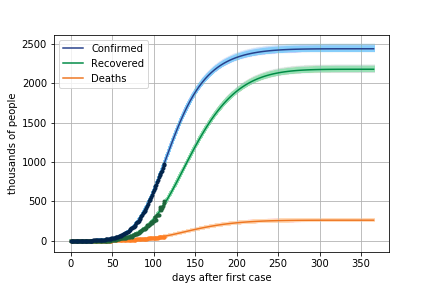 Confirmed
Recovered
Deaths
2500
2000
1500
1000
500
0
thousands of people
0 50 100 150 200 250 300 350
days after first case